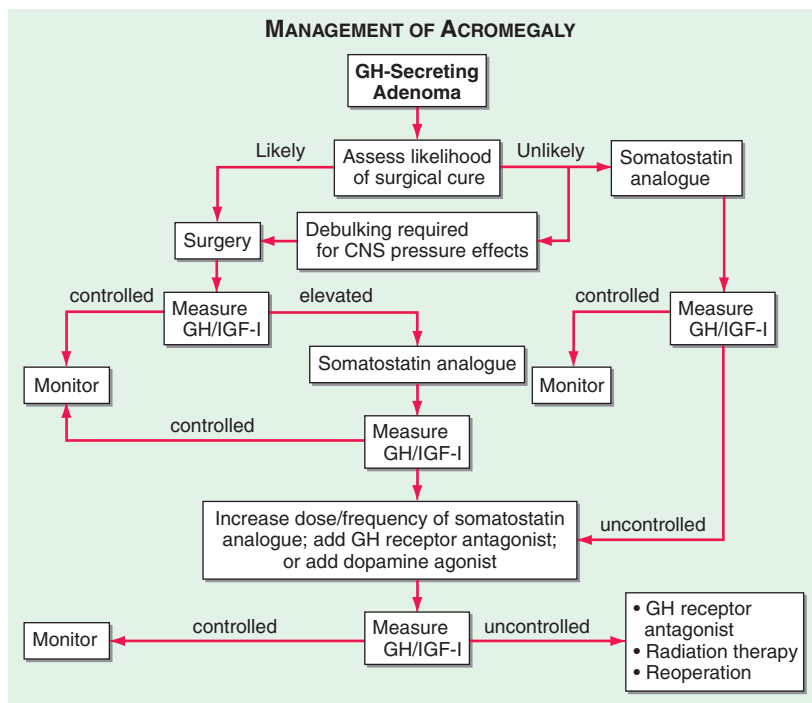 MANAGEMENT OF ACROMEGALY
GH-Secreting
Adenoma
Likely
Assess likelihood
of surgical cure
Unlikely
Somatostatin
analogue
Surgery
Debulking required
for CNS pressure effects
controlled
Measure
GH/IGF-I
elevated
controlled
Measure
GH/IGF-I
Monitor
Somatostatin analogue
Monitor
controlled
Measure
GH/IGF-I
Increase dose/frequency of somatostatin
analogue; add GH receptor antagonist;
or add dopamine agonist
uncontrolled
Monitor
controlled
Measure
GH/IGF-I
uncontrolled
• GH receptor
antagonist
• Radiation therapy
• Reoperation